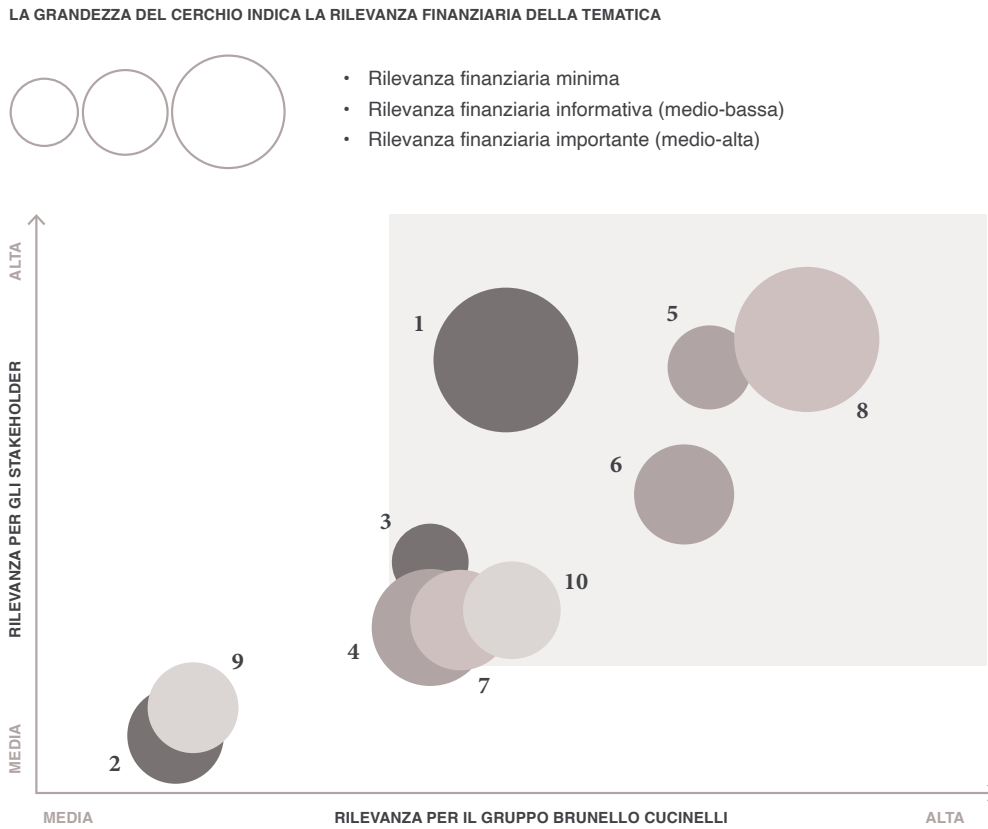 LA GRANDEZZA DEL CERCHIO INDICA LA RILEVANZA FINANZIARIA DELLA TEMATICA
• Rilevanza finanziaria minima
• Rilevanza finanziaria informativa (medio-bassa)
• Rilevanza finanziaria importante (medio-alta)
ALTA
RILEVANZA PER GLI STAKEHOLDER
MEDIA
1
5
8
6
3
10
4
7
9
2
MEDIA
RILEVANZA PER IL GRUPPO BRUNELLO CUCINELLI
ALTA